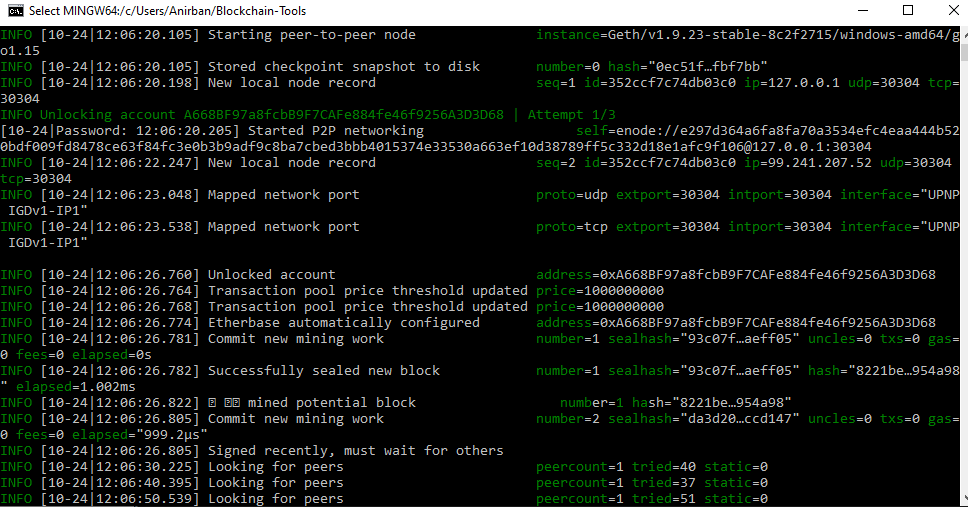 Select MINGW64:/c/Users/Anirban/Blockchain-Tools
INFO [10-24|12:06:20.105] Starting peer-to-peer node instance=Geth/v1.9.23-stable-8c2f2715/windows-amd64/g
o1.15
INFO [10-24|12:06:20.105] Stored checkpoint snapshot to disk number=0 hash="0ec51f…fbf7bb"
INFO [10-24|12:06:20.198] New local node record seq=1 id=352ccf7c74db03c0 ip=127.0.0.1 udp=30304 tcp=
30304
INFO Unlocking account A668BF97a8fcbB9F7CAFe884fe46f9256A3D3D68 | Attempt 1/3
[10-24|Password: 12:06:20.205] Started P2P networking self=enode://e297d364a6fa8fa70a3534efc4eaa444b52
0bdf009fd8478ce63f84fc3e0b3b9adf9c8ba7cbed3bbb4015374e33530a663ef10d38789ff5c332d18e1afc9f106@127.0.0.1:30304
INFO [10-24|12:06:22.247] New local node record seq=2 id=352ccf7c74db03c0 ip=99.241.207.52 udp=30304
tcp=30304
INFO [10-24|12:06:23.048] Mapped network port proto=udp extport=30304 intport=30304 interface="UPNP
IGDv1-IP1"
INFO [10-24|12:06:23.538] Mapped network port proto=tcp extport=30304 intport=30304 interface="UPNP
IGDv1-IP1"
INFO [10-24|12:06:26.760] Unlocked account address=0xA668BF97a8fcbB9F7CAFe884fe46f9256A3D3D68
INFO [10-24|12:06:26.764] Transaction pool price threshold updated price=1000000000
INFO [10-24|12:06:26.768] Transaction pool price threshold updated price=1000000000
INFO [10-24|12:06:26.774] Etherbase automatically configured address=0xA668BF97a8fcbB9F7CAFe884fe46f9256A3D3D68
INFO [10-24|12:06:26.781] Commit new mining work number=1 sealhash="93c07f…aeff05" uncles=0 txs=0 gas=
0 fees=0 elapsed=0s
INFO [10-24|12:06:26.782] Successfully sealed new block number=1 sealhash="93c07f…aeff05" hash="8221be…954a98
" elapsed=1.002ms
INFO [10-24|12:06:26.822] mined potential block number=1 hash="8221be…954a98"
INFO [10-24|12:06:26.805] Commit new mining work number=2 sealhash="da3d20…ccd147" uncles=0 txs=0 gas=
0 fees=0 elapsed="999.2µs"
INFO [10-24|12:06:26.805] Signed recently, must wait for others
INFO [10-24|12:06:30.225] Looking for peers peercount=1 tried=40 static=0
INFO [10-24|12:06:40.395] Looking for peers peercount=1 tried=37 static=0
INFO [10-24|12:06:50.539] Looking for peers peercount=1 tried=51 static=0